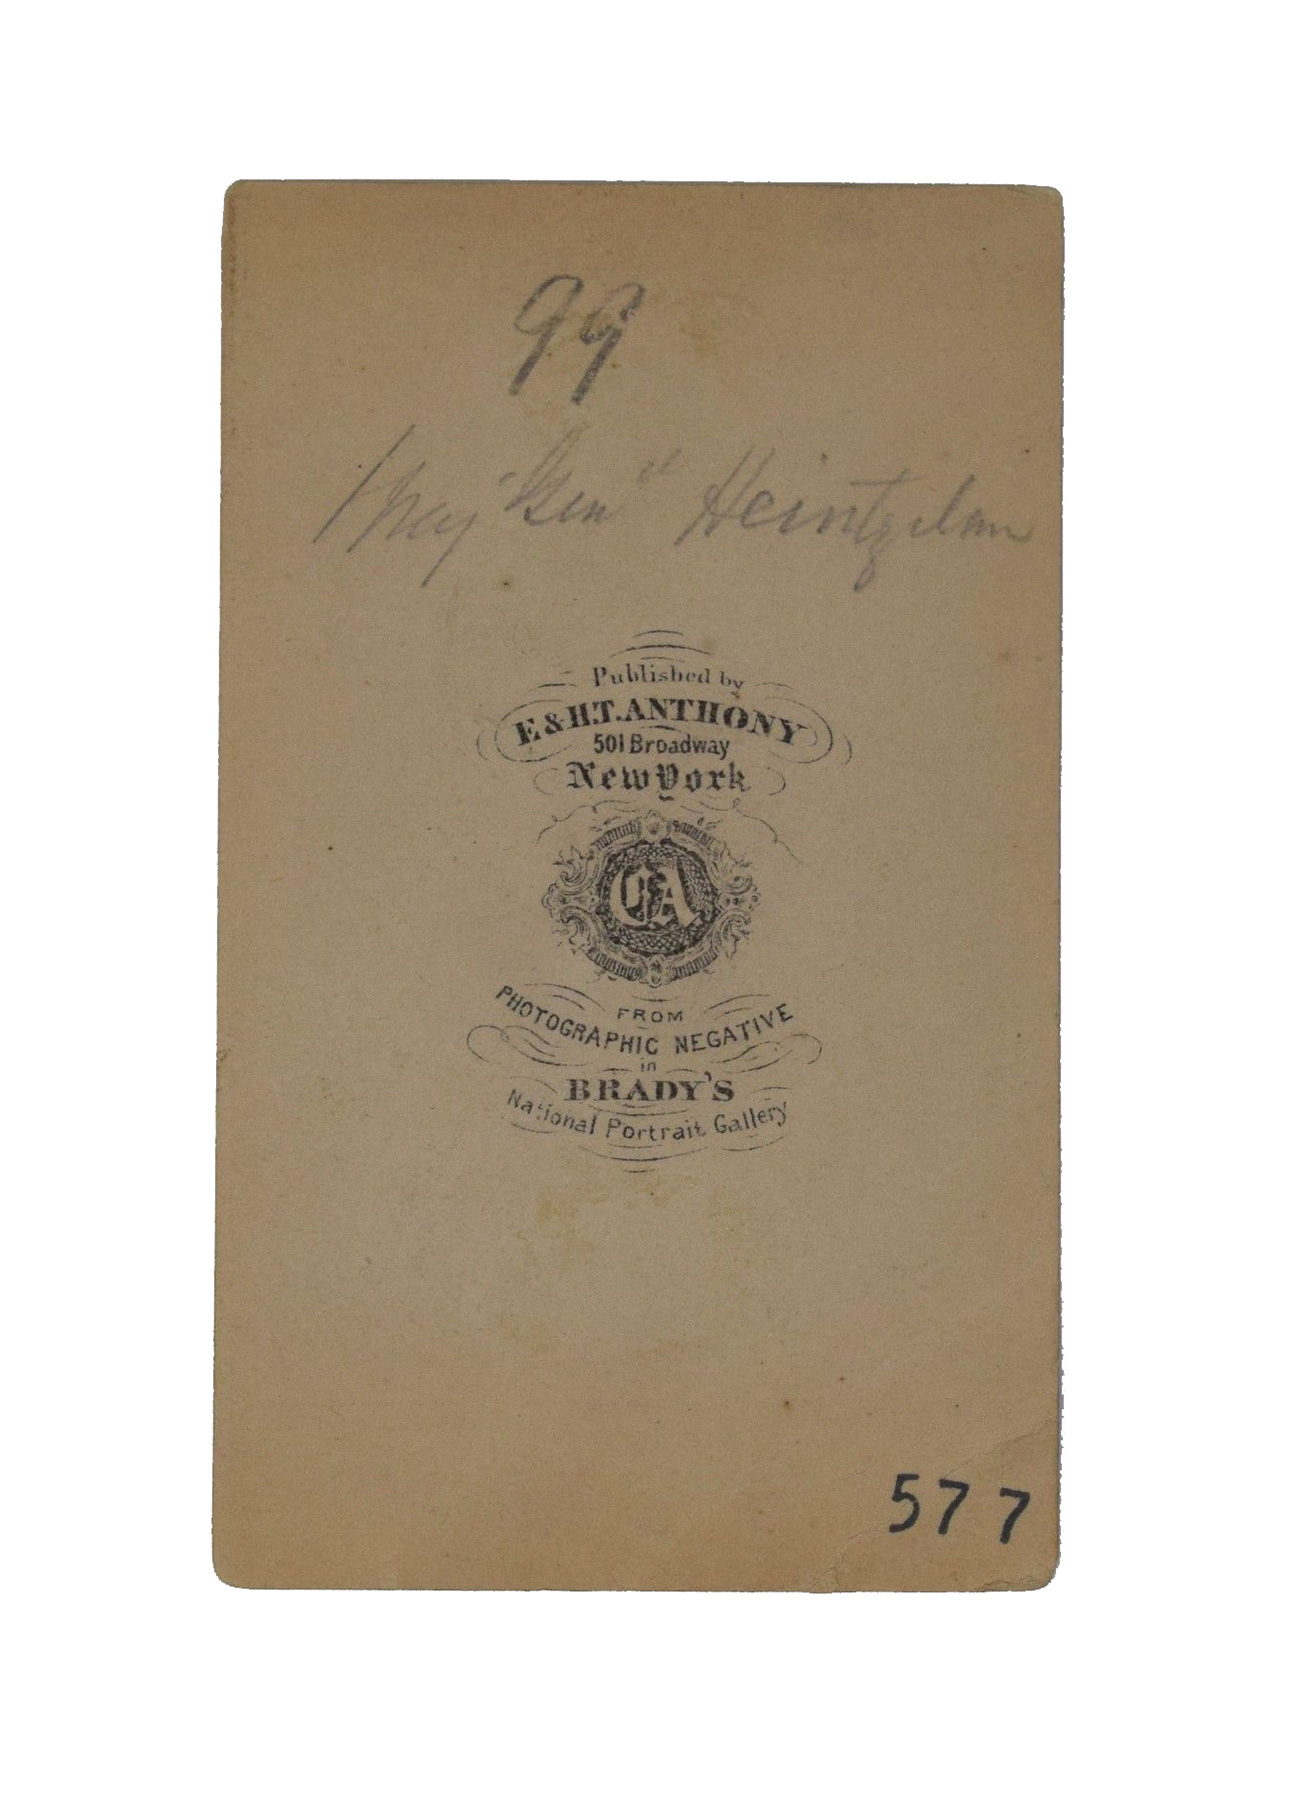 99
Maj Genl Heintzelman
Published by
E & H.T. ANTHONY
501 Broadway
New York
EA
FROM
PHOTOGRAPHIC NEGATIVE
in
BRADY'S
National Portrait Gallery
577